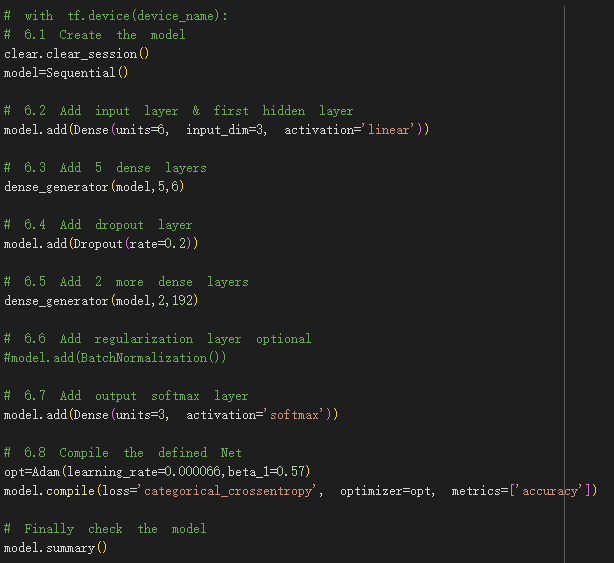 # with tf.device(device_name):
# 6.1 Create the model
clear.clear_session()
model=Sequential()
# 6.2 Add input layer & first hidden layer
model.add(Dense(units=6, input_dim=3, activation='linear'))
# 6.3 Add 5 dense layers
dense_generator(model,5,6)
# 6.4 Add dropout layer
model.add(Dropout(rate=0.2))
# 6.5 Add 2 more dense layers
dense_generator(model,2,192)
# 6.6 Add regularization layer optional
#model.add(BatchNormalization())
# 6.7 Add output softmax layer
model.add(Dense(units=3, activation='softmax'))
# 6.8 Compile the defined Net
opt=Adam(learning_rate=0.000066,beta_1=0.57)
model.compile(loss='categorical_crossentropy', optimizer=opt, metrics=['accuracy'])
# Finally check the model
model.summary()